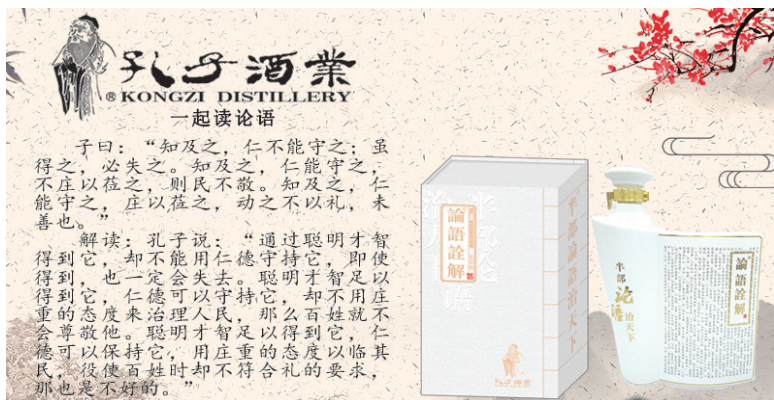 孔子酒業
® KONGZI DISTILLERY
一起读论语
子曰：“知及之，仁不能守之；虽
得之，必失之。知及之，仁能守之，
不庄以莅之，则民不敬。知及之，仁
能守之，庄以莅之，动之不以礼，未
善也。”
解读：孔子说：“通过聪明才智
得到它，却不能用仁德守持它，即使
得到，也一定会失去。聪明才智足以
得到它，仁德可以守持它，却不用庄
重的态度来治理人民，那么百姓就不
会尊敬他。聪明才智足以得到它，仁
德可以保持它，用庄重的态度以临其
民，役使百姓时却不符合礼的要求，
那也是不好的。”
論語詮解
半部論語治天下
孔子酒業
半部
论语
治天下
論語詮解